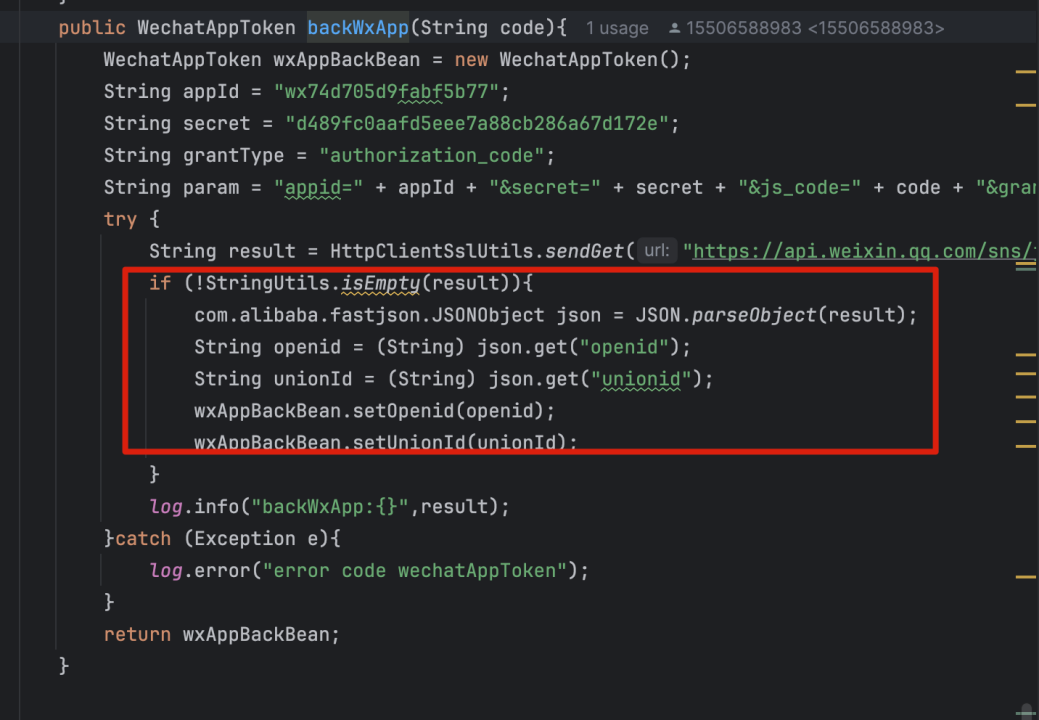 public WechatAppToken backWxApp(String code){ 1 usage 15506588983 <15506588983>
WechatAppToken wxAppBackBean = new WechatAppToken();
String appId = "wx74d705d9fabf5b77";
String secret = "d489fc0aafd5eee7a88cb286a67d172e";
String grantType = "authorization_code";
String param = "appid=" + appId + "&secret=" + secret + "&js_code=" + code + "&gran
try {
String result = HttpClientSslUtils.sendGet( url: "https://api.weixin.qq.com/sns/
if (!StringUtils.isEmpty(result)){
com.alibaba.fastjson.JSONObject json = JSON.parseObject(result);
String openid = (String) json.get("openid");
String unionId = (String) json.get("unionid");
wxAppBackBean.setOpenid(openid);
wxAppBackBean.setUnionId(unionId);
}
log.info("backWxApp:{}",result);
}catch (Exception e){
log.error("error code wechatAppToken");
}
return wxAppBackBean;
}